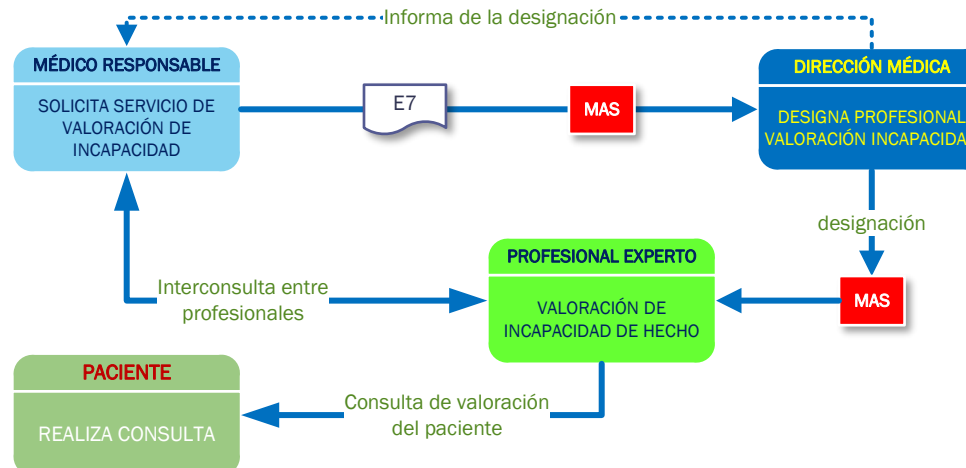 Informa de la designación
MÉDICO RESPONSABLE
SOLICITA SERVICIO DE
VALORACIÓN DE
INCAPACIDAD
E7
MAS
DIRECCIÓN MÉDICA
DESIGNA PROFESIONAL
VALORACIÓN INCAPACIDA
designación
MAS
PROFESIONAL EXPERTO
VALORACIÓN DE
INCAPACIDAD DE HECHO
Interconsulta entre
profesionales
PACIENTE
REALIZA CONSULTA
Consulta de valoración
del paciente